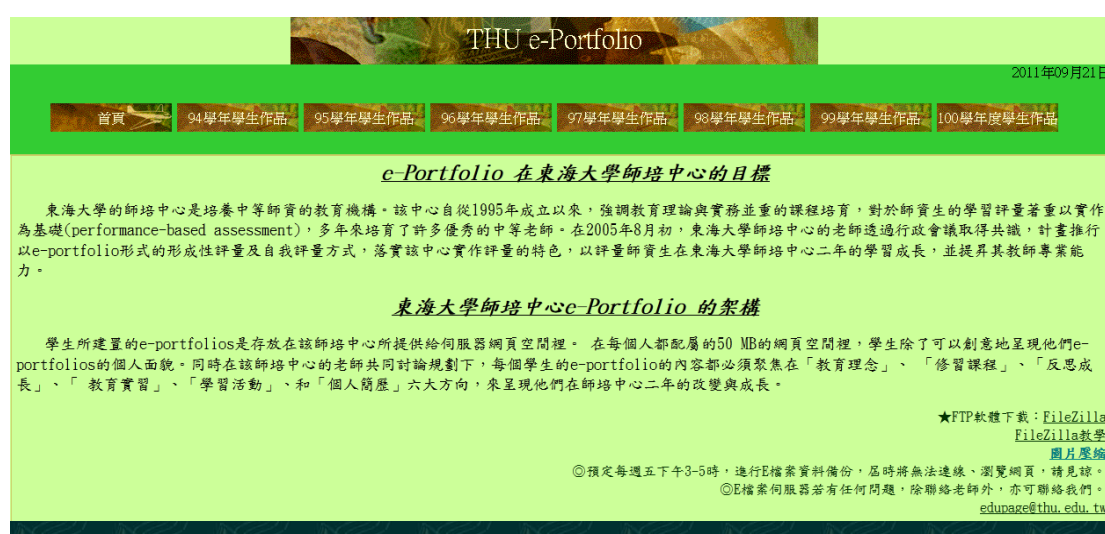 THU e-Portfolio
2011年09月21日
首頁 94學年學生作品 95學年學生作品 96學年學生作品 97學年學生作品 98學年學生作品 99學年學生作品 100學年度學生作品
e-Portfolio 在東海大學師培中心的目標
東海大學的師培中心是培養中等師資的教育機構。該中心自從1995年成立以來，強調教育理論與實務並重的課程培育，對於師資生的學習評量著重以實作
為基礎(performance-based assessment)，多年來培育了許多優秀的中等老師。在2005年8月初，東海大學師培中心的老師透過行政會議取得共識，計畫推行
以e-portfolio形式的形成性評量及自我評量方式，落實該中心實作評量的特色，以評量師資生在東海大學師培中心二年的學習成長，並提昇其教師專業能
力。
東海大學師培中心e-Portfolio 的架構
學生所建置的e-portfolios是存放在該師培中心所提供給伺服器網頁空間裡。 在每個人都配屬的50 MB的網頁空間裡，學生除了可以創意地呈現他們e-
portfolios的個人面貌。同時在該師培中心的老師共同討論規劃下，每個學生的e-portfolio的內容都必須聚焦在「教育理念」、 「修習課程」、「反思成
長」、「 教育實習」、「學習活動」、和「個人簡歷」六大方向，來呈現他們在師培中心二年的改變與成長。
★FTP軟體下載：FileZilla
FileZilla教學
圖片壓縮
◎預定每週五下午3-5時，進行E檔案資料備份，屆時將無法連線、瀏覽網頁，請見諒。
◎E檔案伺服器若有任何問題，除聯絡老師外，亦可聯絡我們。
edupage@thu.edu.tw